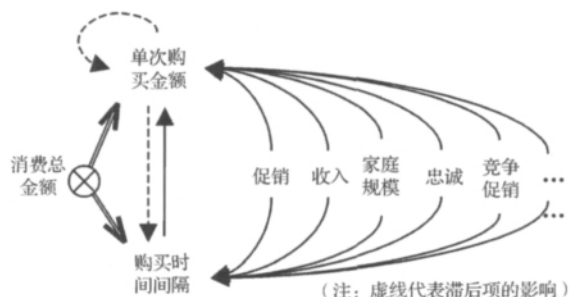 单次购
买金额
消费总
金额
促销
收入
家庭
规模
忠诚
竞争
促销
...
...
购买时
间间隔
（注：虚线代表滞后项的影响）